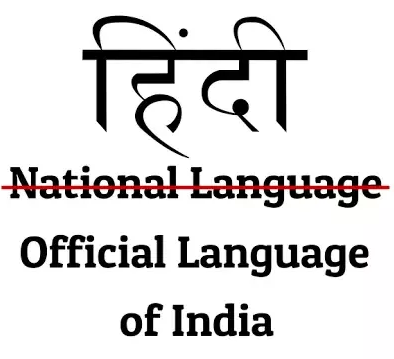 हिंदी
National Language
Official Language
of India